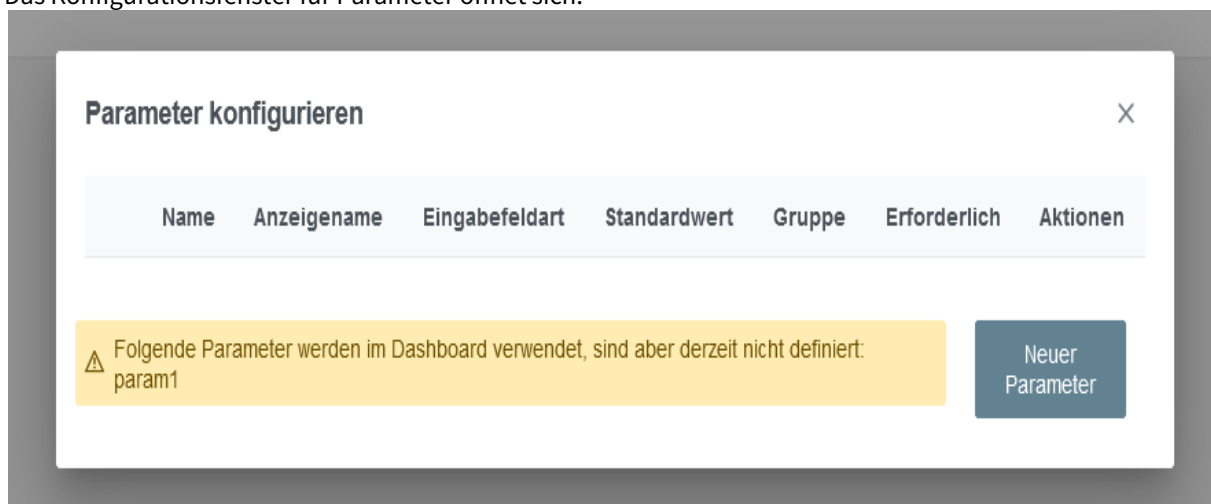 Das Konfigurationsfenster für Parameter öffnet sich.
Parameter konfigurieren
Name Anzeigename Eingabefeldart Standardwert Gruppe Erforderlich Aktionen
Folgende Parameter werden im Dashboard verwendet, sind aber derzeit nicht definiert:
param1
Neuer
Parameter